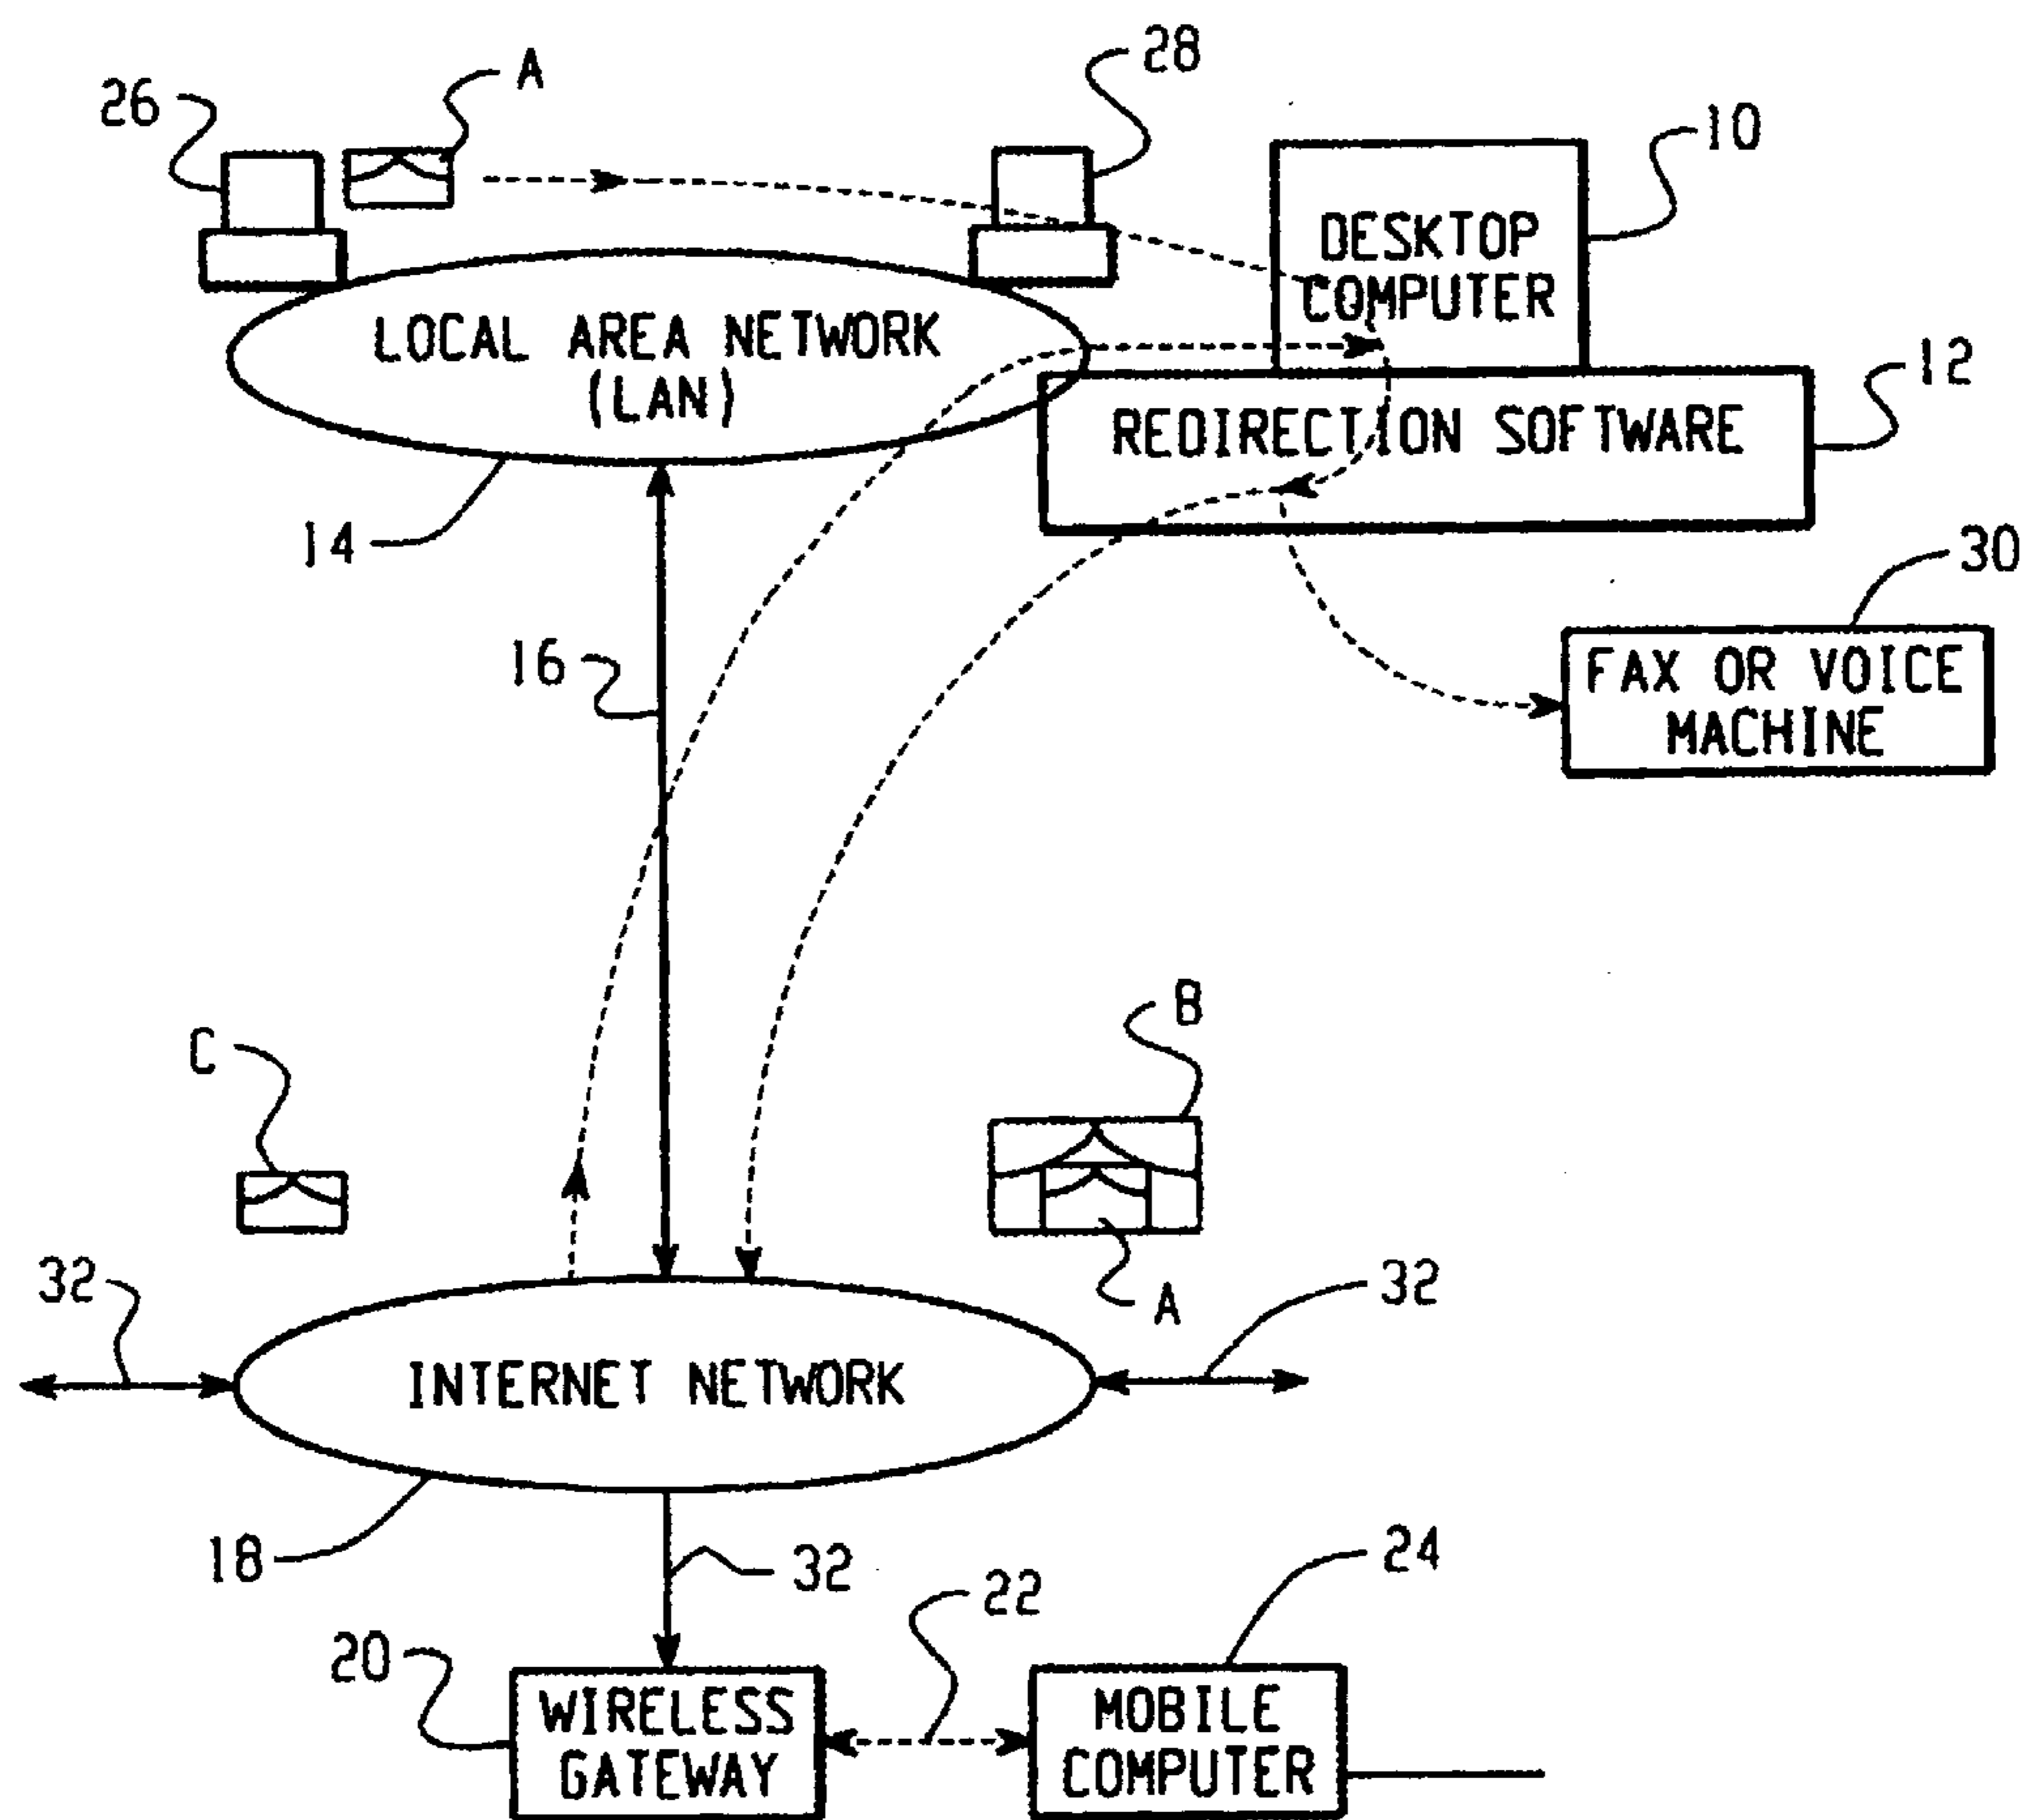 A
28
26
10
DESKTOP
COMPUTER
LOCAL AREA NETWORK
(LAN)
12
REDIRECTION SOFTWARE
14
30
16
FAX OR VOICE
MACHINE
B
C
32
A
32
INTERNET NETWORK
18
32
24
22
20
WIRELESS
GATEWAY
MOBILE
COMPUTER